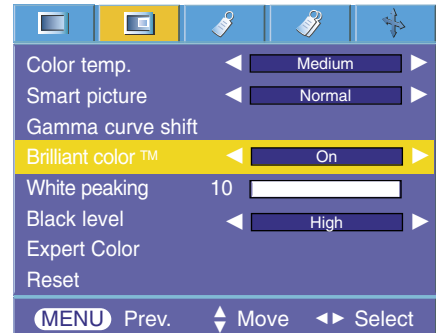 Color temp. Medium
Smart picture Normal
Gamma curve shift
Brilliant color ™ On
White peaking 10
Black level High
Expert Color
Reset
MENU Prev. Move Select